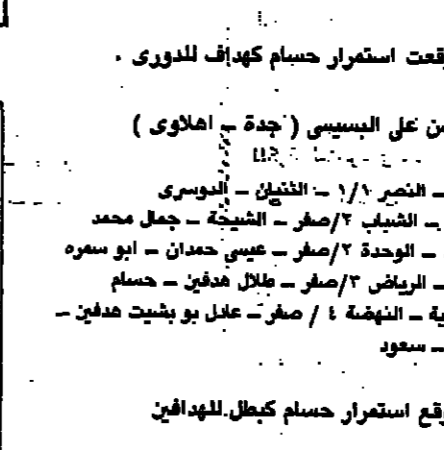 قعت استمرار حسام كهداف للدورى .
من على البسيسى ( جدة – اهلاوى )
– النصر ١/١ – الثنيان – الدوسرى
– الشباب ٢/صفر – الشيحة – جمال محمد
– الوحدة ٢/صفر – عيسى حمدان – ابو سمره
– الرياض ٣/صفر – طلال هدفين – حسام
ية – النهضة ٤ / صفر – عادل بو بشيت هدفين –
– سعود
وقع استمرار حسام كبطل للهدافين